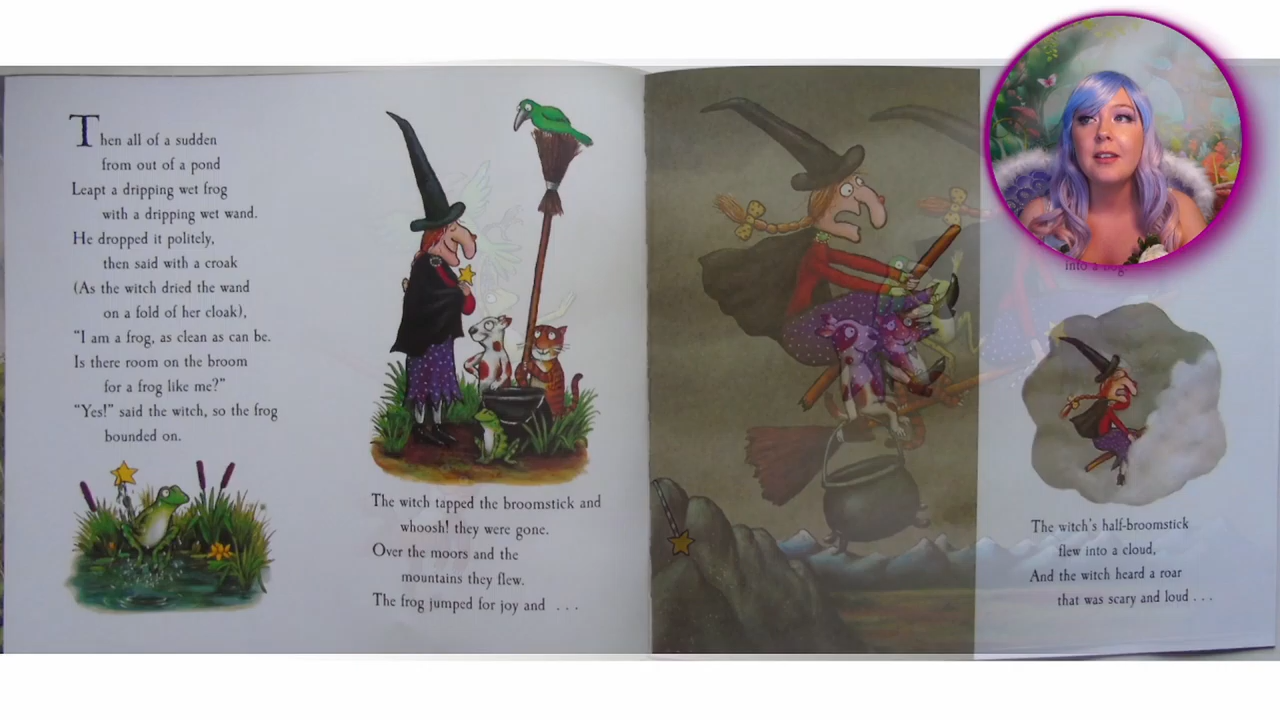 Then all of a sudden
from out of a pond
Leapt a dripping wet frog
with a dripping wet wand.
He dropped it politely,
then said with a croak
(As the witch dried the wand
on a fold of her cloak),
“I am a frog, as clean as can be.
Is there room on the broom
for a frog like me?”
“Yes!” said the witch, so the frog
bounded on.
The witch tapped the broomstick and
whoosh! they were gone.
Over the moors and the
mountains they flew.
The frog jumped for joy and . . .
into a bog.
The witch's half-broomstick
flew into a cloud,
And the witch heard a roar
that was scary and loud . . .